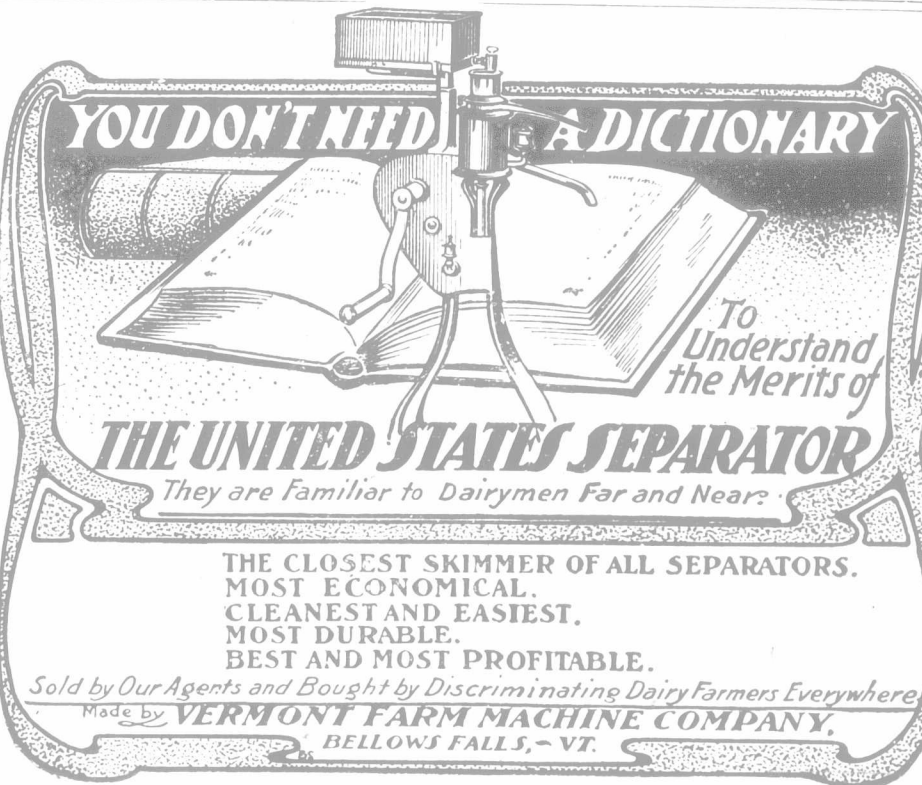 YOU DON'T NEED A DICTIONARY
To
Understand
the Merits of
THE UNITED STATES SEPARATOR
They are Familiar to Dairymen Far and Near.
THE CLOSEST SKIMMER OF ALL SEPARATORS.
MOST ECONOMICAL.
CLEANEST AND EASIEST.
MOST DURABLE.
BEST AND MOST PROFITABLE.
Sold by Our Agents and Bought by Discriminating Dairy Farmers Everywhere
Made by VERMONT FARM MACHINE COMPANY.
BELLOWS FALLS, ~ VT.